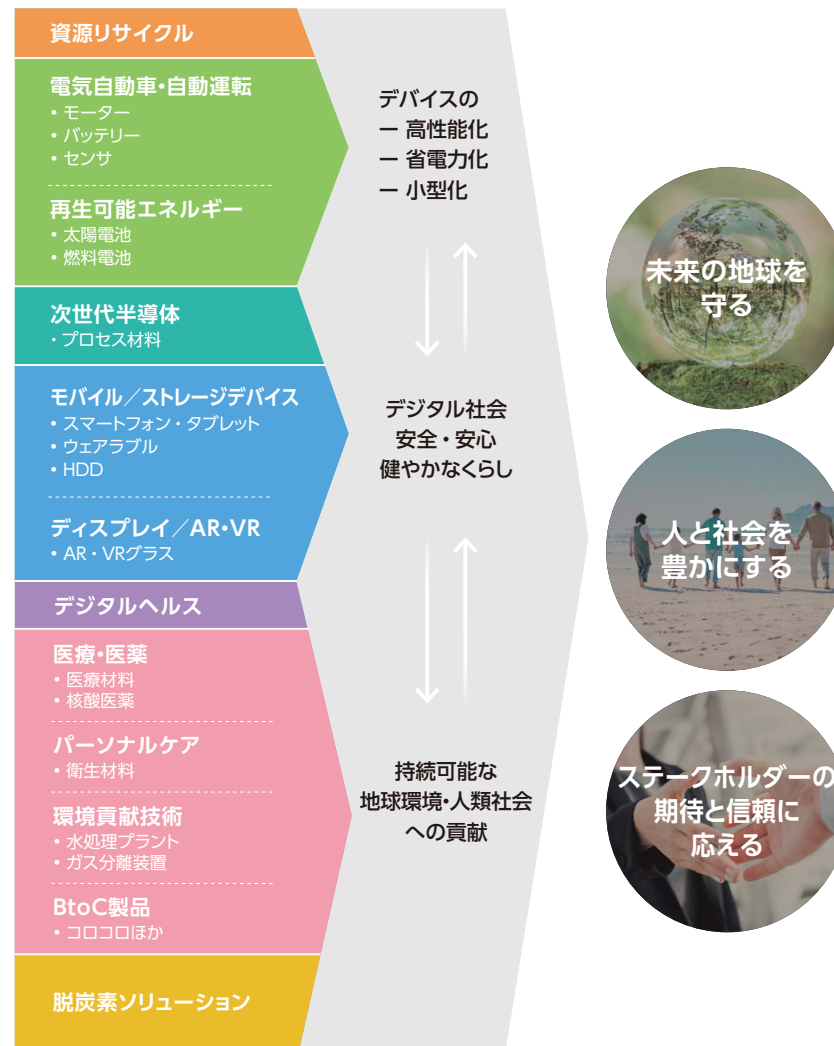 資源リサイクル
電気自動車・自動運転
• モーター
• バッテリー
• センサ
再生可能エネルギー
• 太陽電池
• 燃料電池
次世代半導体
・プロセス材料
モバイル／ストレージデバイス
• スマートフォン・タブレット
• ウェアラブル
• HDD
ディスプレイ／AR・VR
• AR・VRグラス
デジタルヘルス
医療・医薬
• 医療材料
• 核酸医薬
パーソナルケア
• 衛生材料
環境貢献技術
• 水処理プラント
• ガス分離装置
BtoC製品
• コロコロほか
脱炭素ソリューション
デバイスの
ー 高性能化
ー 省電力化
ー 小型化
デジタル社会
安全・安心
健やかなくらし
持続可能な
地球環境・人類社会
への貢献
未来の地球を
守る
人と社会を
豊かにする
ステークホルダーの
期待と信頼に
応える